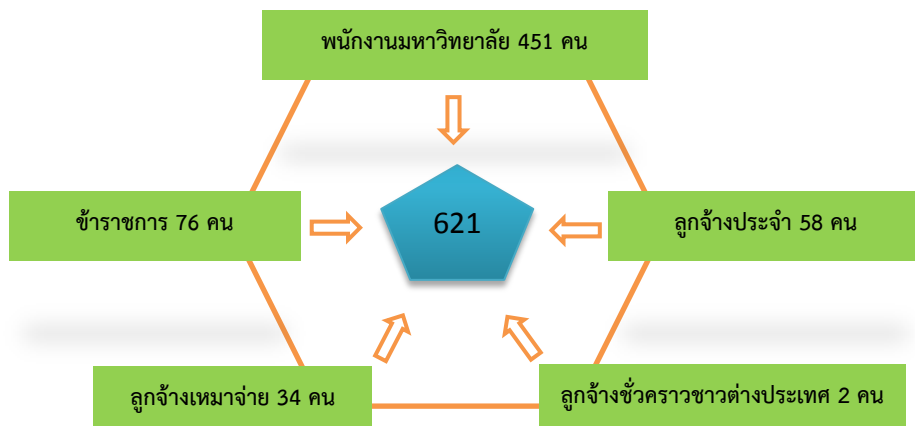 พนักงานมหาวิทยาลัย 451 คน
ข้าราชการ 76 คน
621
ลูกจ้างประจำ 58 คน
ลูกจ้างเหมาจ่าย 34 คน
ลูกจ้างชั่วคราวชาวต่างประเทศ 2 คน